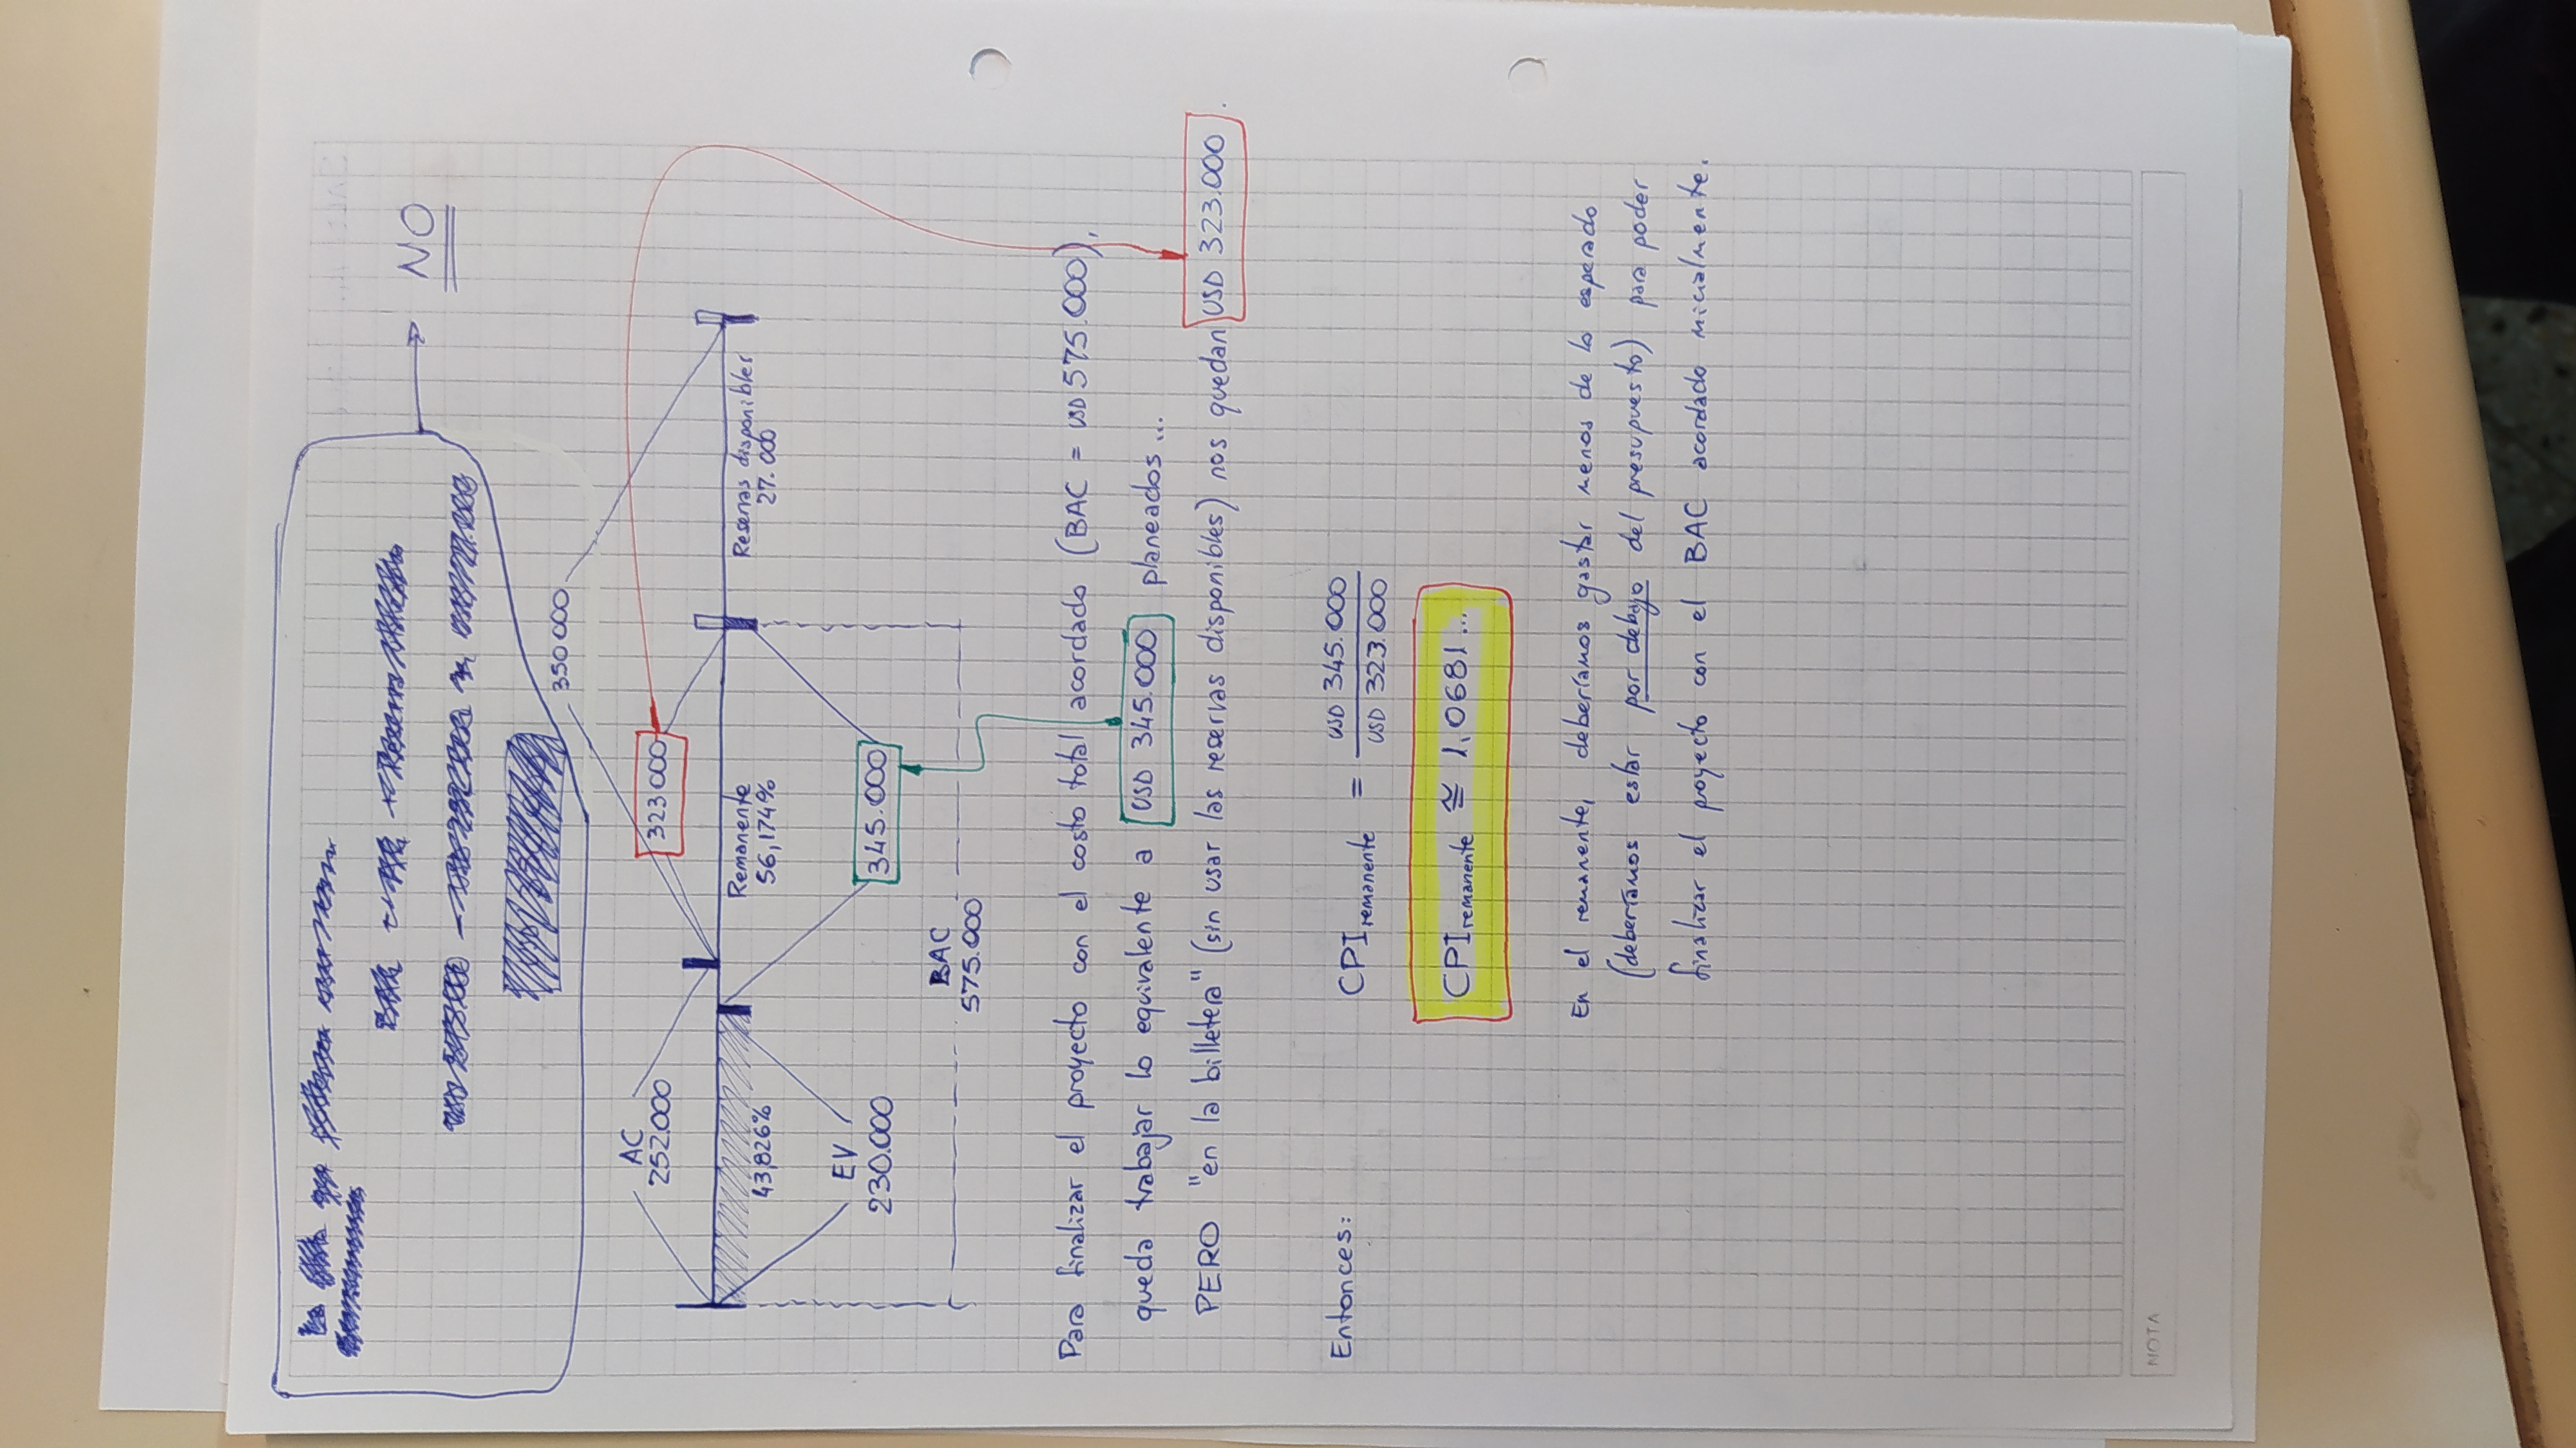 NO
350 000
AC
252.000
323 000
Remanente
56,174%
Reservas disponibles
27.000
43,826%
EV
230.000
345.000
BAC
575.000
Para finalizar el proyecto con el costo total acordado (BAC = USD 575.000),
queda trabajar lo equivalente a USD 345.000 planeados...
PERO "en la billetera" (sin usar las reservas disponibles) nos quedan USD 323.000.
Entonces:
CPI remanente = USD 345.000 / USD 323.000
CPI remanente ≅ 1,0681...
En el remanente, deberíamos gastar menos de lo esperado
(deberíamos estar por debajo del presupuesto) para poder
finalizar el proyecto con el BAC acordado inicialmente.
NOTA